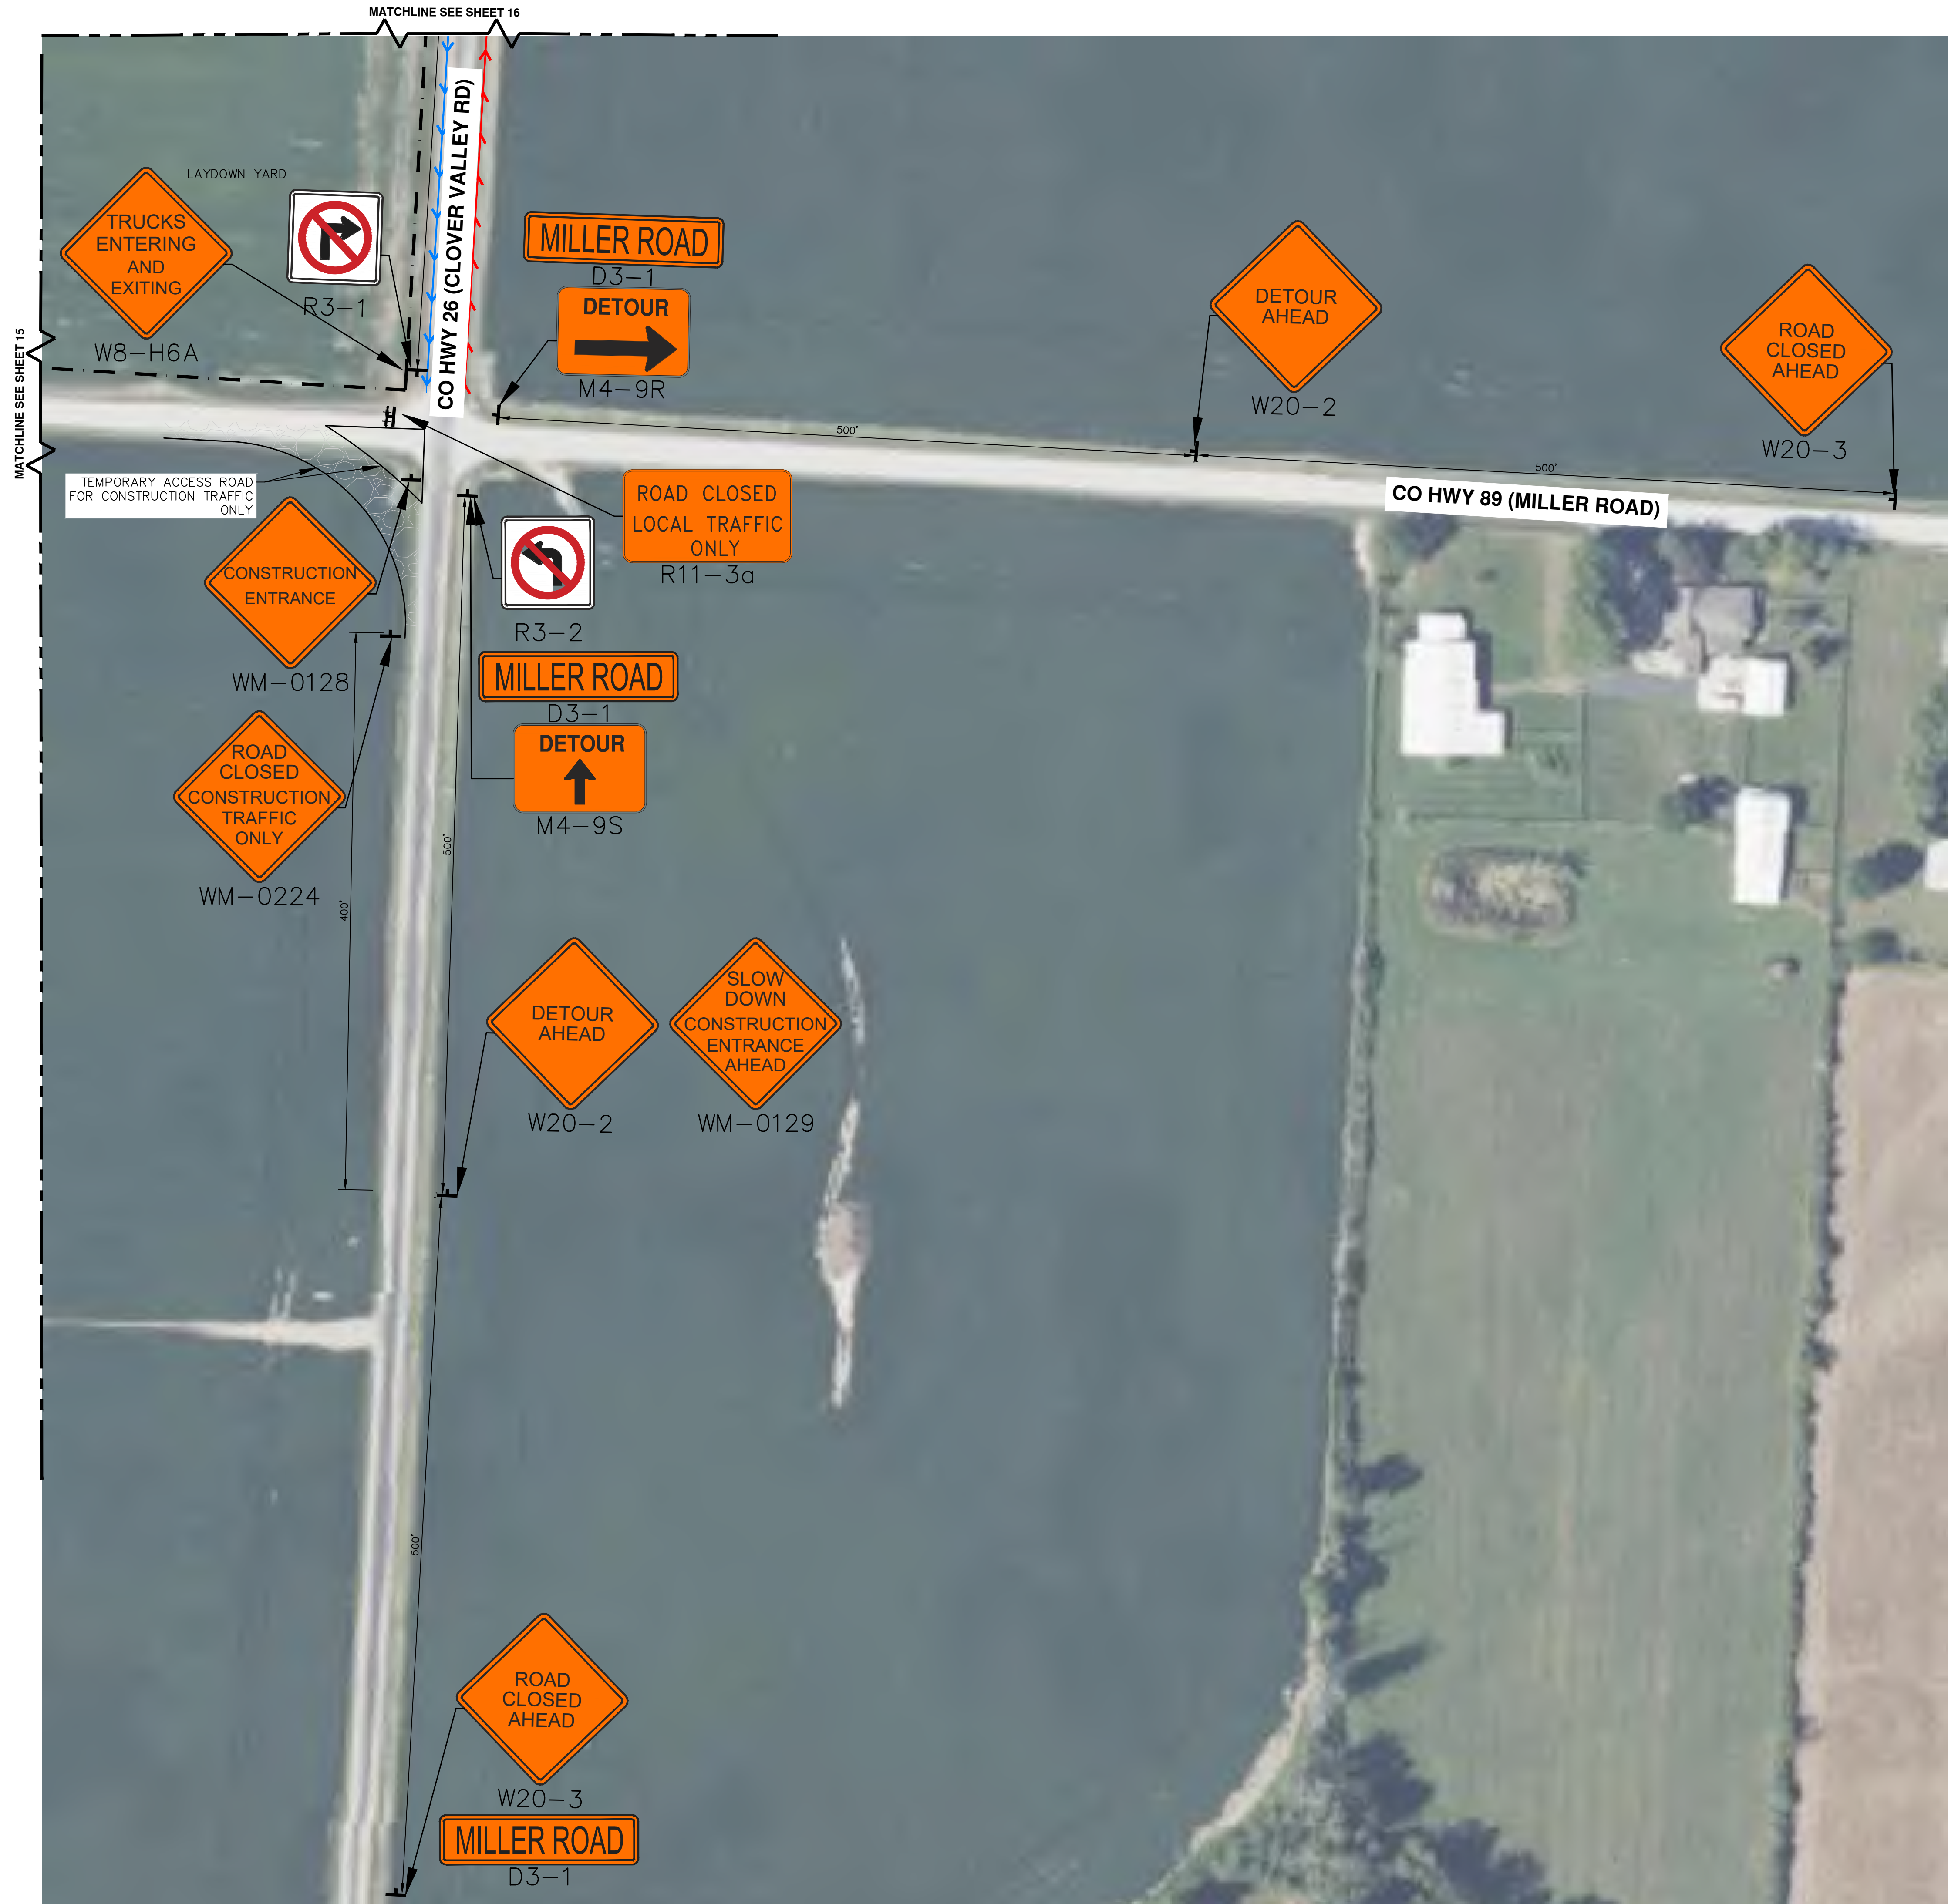 MATCHLINE SEE SHEET 16
MATCHLINE SEE SHEET 15
CO HWY 26 (CLOVER VALLEY RD)
LAYDOWN YARD
TRUCKS
ENTERING
AND
EXITING
W8-H6A
R3-1
MILLER ROAD
D3-1
DETOUR
M4-9R
DETOUR
AHEAD
W20-2
ROAD
CLOSED
AHEAD
W20-3
500'
500'
CO HWY 89 (MILLER ROAD)
TEMPORARY ACCESS ROAD
FOR CONSTRUCTION TRAFFIC
ONLY
ROAD CLOSED
LOCAL TRAFFIC
ONLY
R11-3a
CONSTRUCTION
ENTRANCE
WM-0128
R3-2
MILLER ROAD
D3-1
DETOUR
M4-9S
ROAD
CLOSED
CONSTRUCTION
TRAFFIC
ONLY
WM-0224
400'
500'
DETOUR
AHEAD
W20-2
SLOW
DOWN
CONSTRUCTION
ENTRANCE
AHEAD
WM-0129
500'
ROAD
CLOSED
AHEAD
W20-3
MILLER ROAD
D3-1